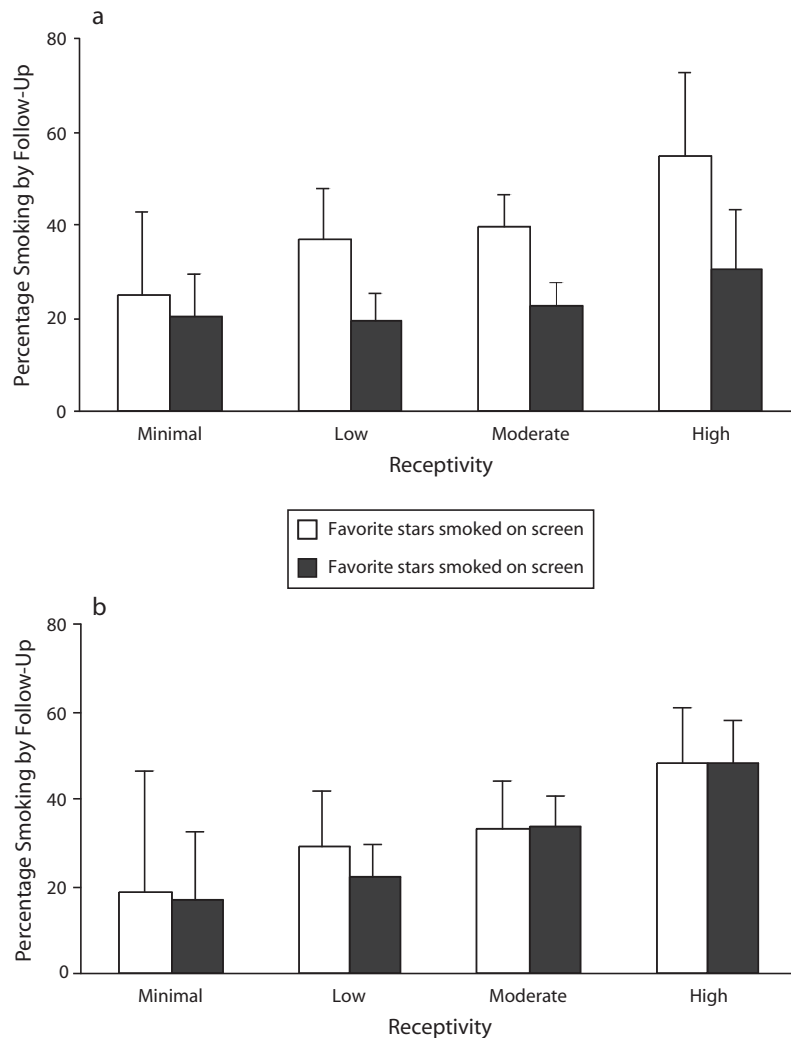 a
Percentage Smoking by Follow-Up
80
60
40
20
0
Minimal Low Moderate High
Receptivity
Favorite stars smoked on screen
Favorite stars smoked on screen
b
Percentage Smoking by Follow-Up
80
60
40
20
0
Minimal Low Moderate High
Receptivity